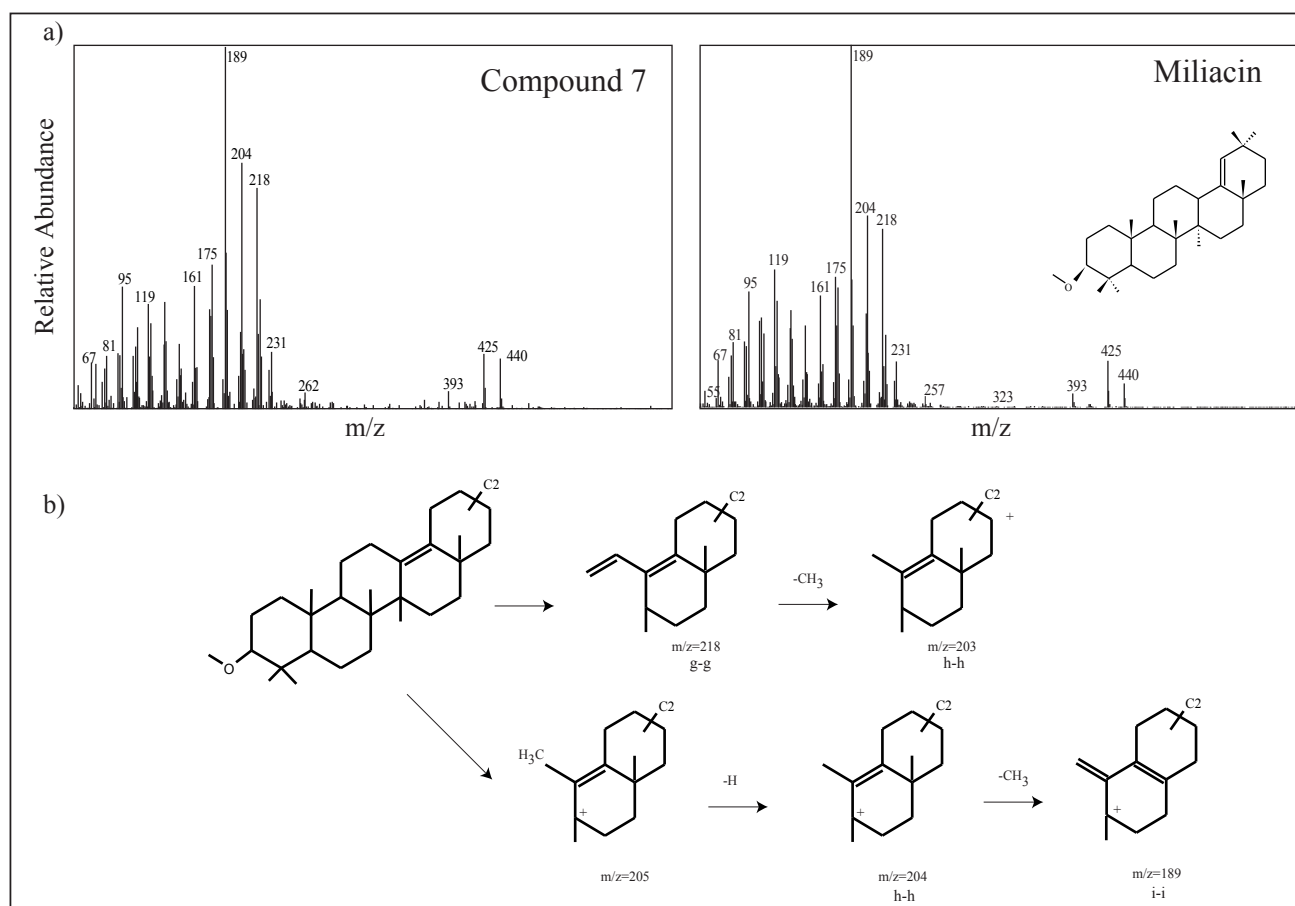 a)
Compound 7
Relative Abundance
189
204
218
175
161
95
119
81
67
231
262
393
425
440
m/z
Miliacin
189
204
218
175
161
119
95
81
67
55
231
257
323
393
425
440
O
m/z
b)
C2
O
C2
m/z=218
g-g
-CH3
C2
+
m/z=203
h-h
H3C
C2
+
m/z=205
-H
C2
+
m/z=204
h-h
-CH3
C2
+
m/z=189
i-i